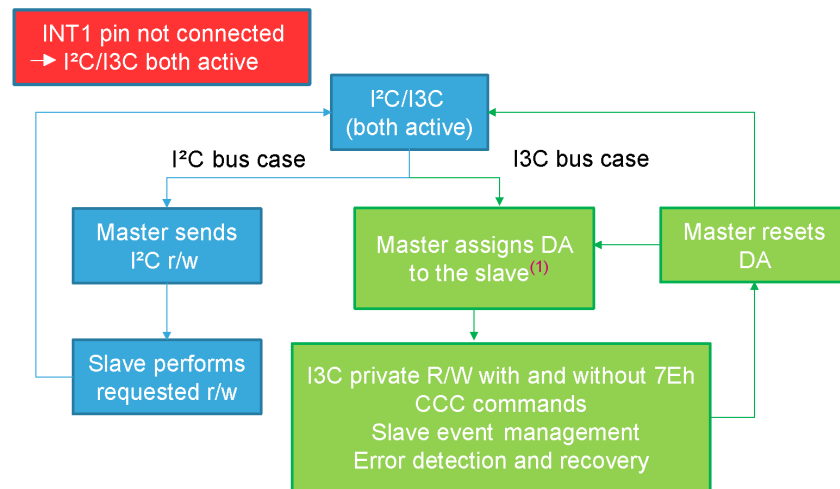 INT1 pin not connected
→ I²C/I3C both active
I²C/I3C
(both active)
I²C bus case
I3C bus case
Master sends
I²C r/w
Master assigns DA
to the slave(1)
Master resets
DA
Slave performs
requested r/w
I3C private R/W with and without 7Eh
CCC commands
Slave event management
Error detection and recovery